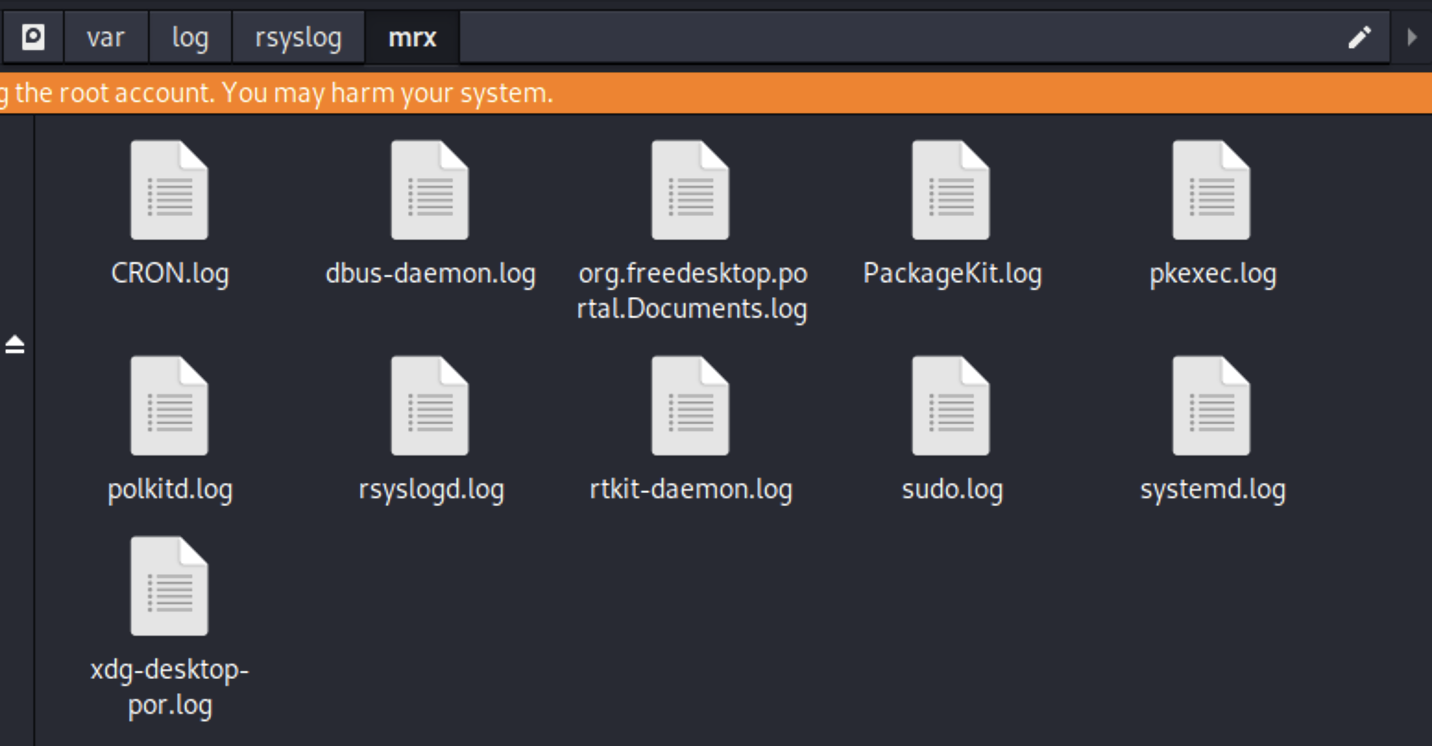 var log rsyslog mrx
g the root account. You may harm your system.
CRON.log dbus-daemon.log org.freedesktop.po PackageKit.log pkexec.log
rtal.Documents.log
polkitd.log rsyslogd.log rtkit-daemon.log sudo.log systemd.log
xdg-desktop-
por.log